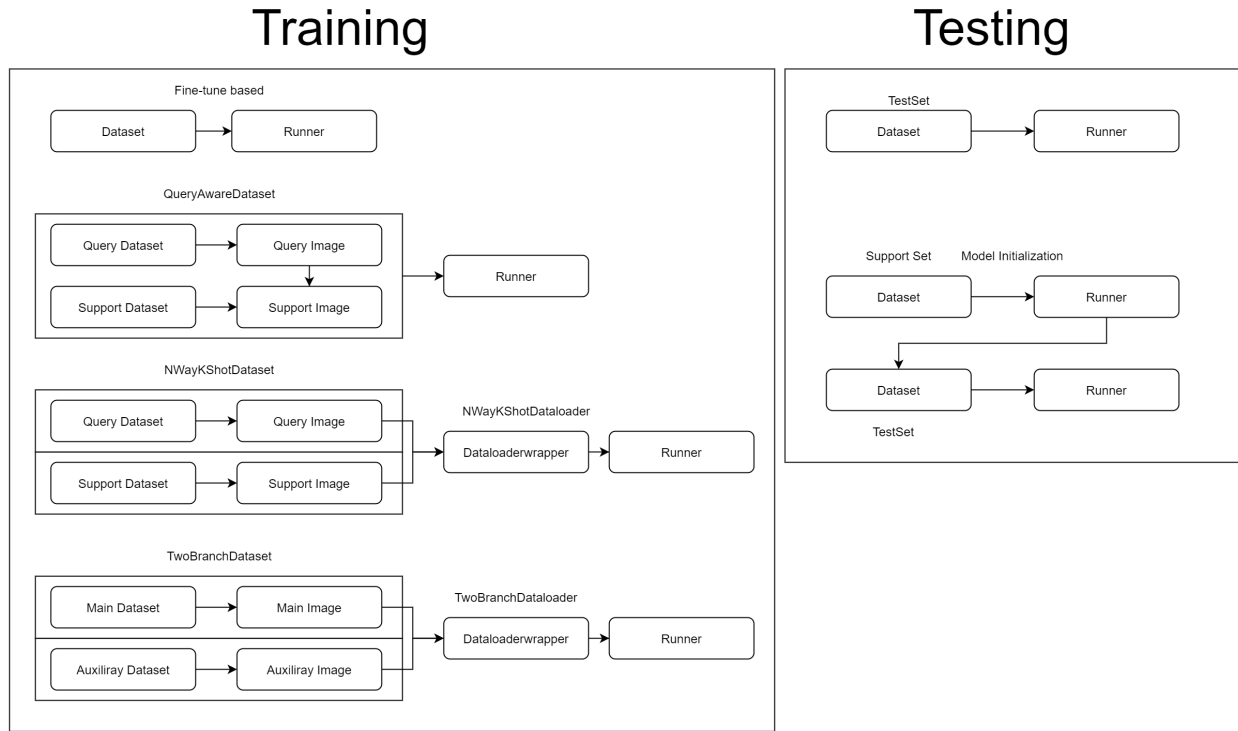 Training
Fine-tune based
Dataset
Runner
QueryAwareDataset
Query Dataset
Query Image
Support Dataset
Support Image
Runner
NWayKShotDataset
Query Dataset
Query Image
Support Dataset
Support Image
NWayKShotDataloader
Dataloaderwrapper
Runner
TwoBranchDataset
Main Dataset
Main Image
Auxiliray Dataset
Auxiliray Image
TwoBranchDataloader
Dataloaderwrapper
Runner
Testing
TestSet
Dataset
Runner
Support Set
Model Initialization
Dataset
Runner
Dataset
Runner
TestSet